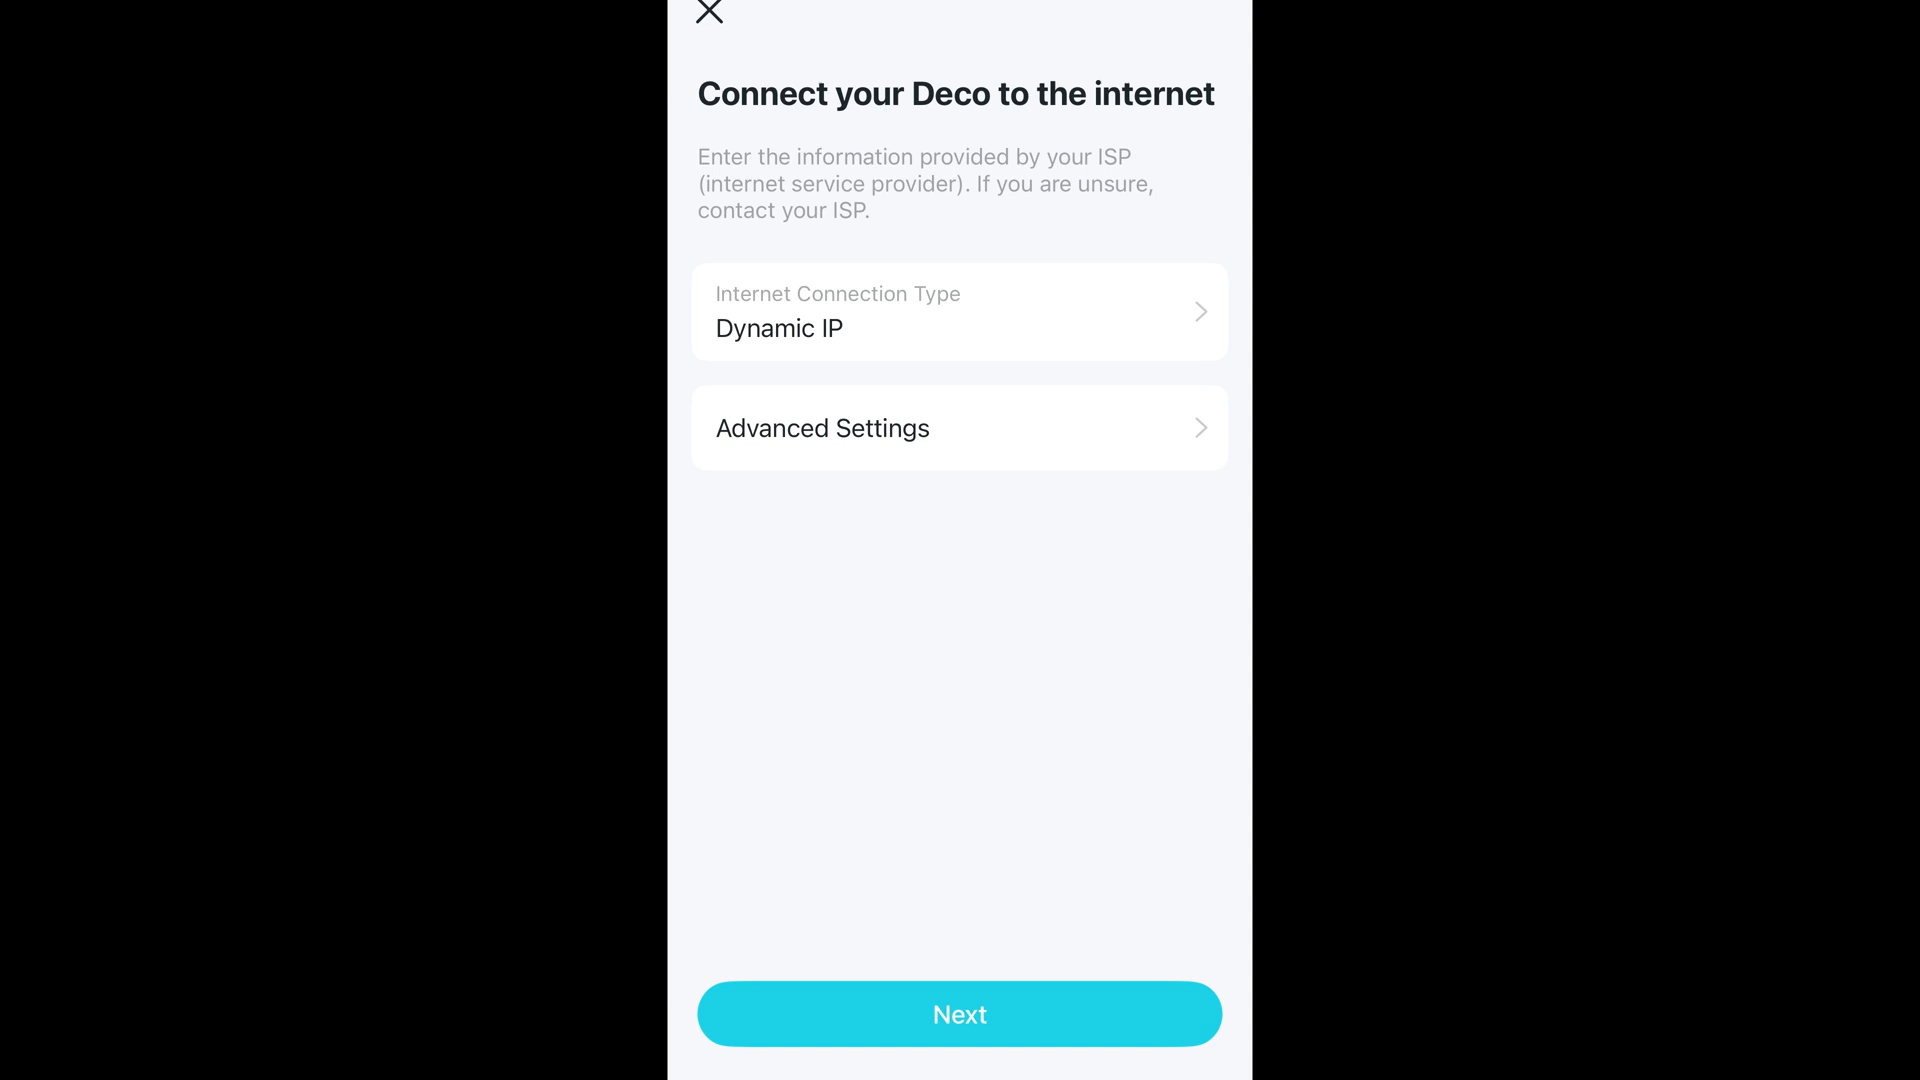 Connect your Deco to the internet
Enter the information provided by your ISP
(internet service provider). If you are unsure,
contact your ISP.
Internet Connection Type
Dynamic IP
Advanced Settings
Next